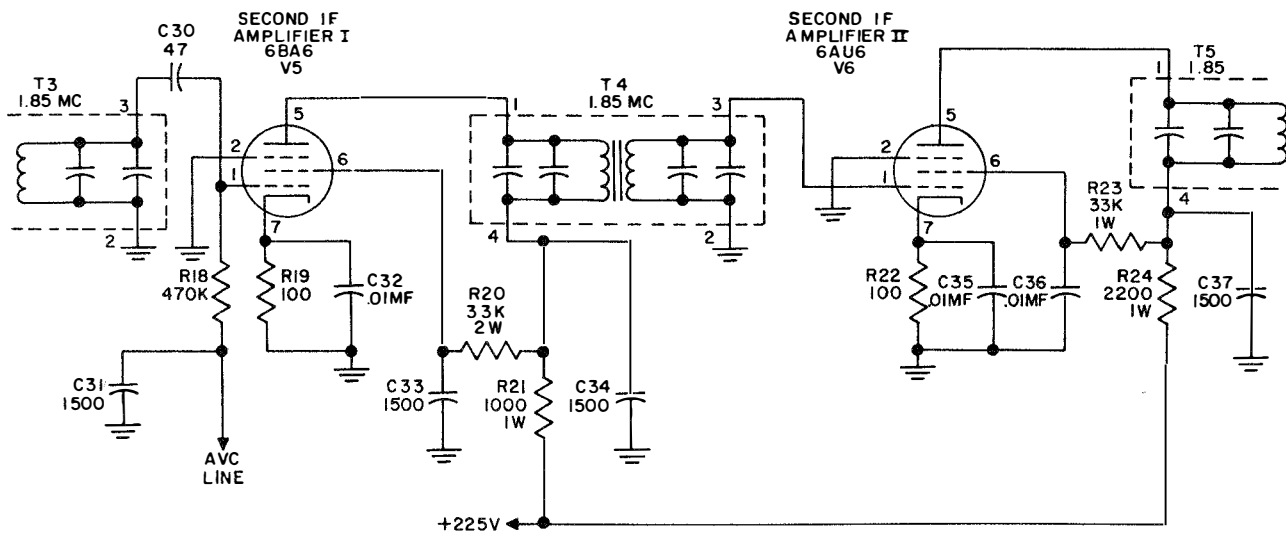 SECOND IF
AMPLIFIER I
6BA6
V5
C30
47
T3
1.85 MC
3
2
5
2
1
6
7
R18
470K
R19
100
C32
.01MF
C31
1500
AVC
LINE
T4
1.85 MC
1
3
4
2
R20
33K
2W
C33
1500
R21
1000
1W
C34
1500
+225V
SECOND IF
AMPLIFIER II
6AU6
V6
5
2
1
6
7
R22
100
C35
.01MF
C36
.01MF
R23
33K
1W
R24
2200
1W
C37
1500
T5
1.85
1
4